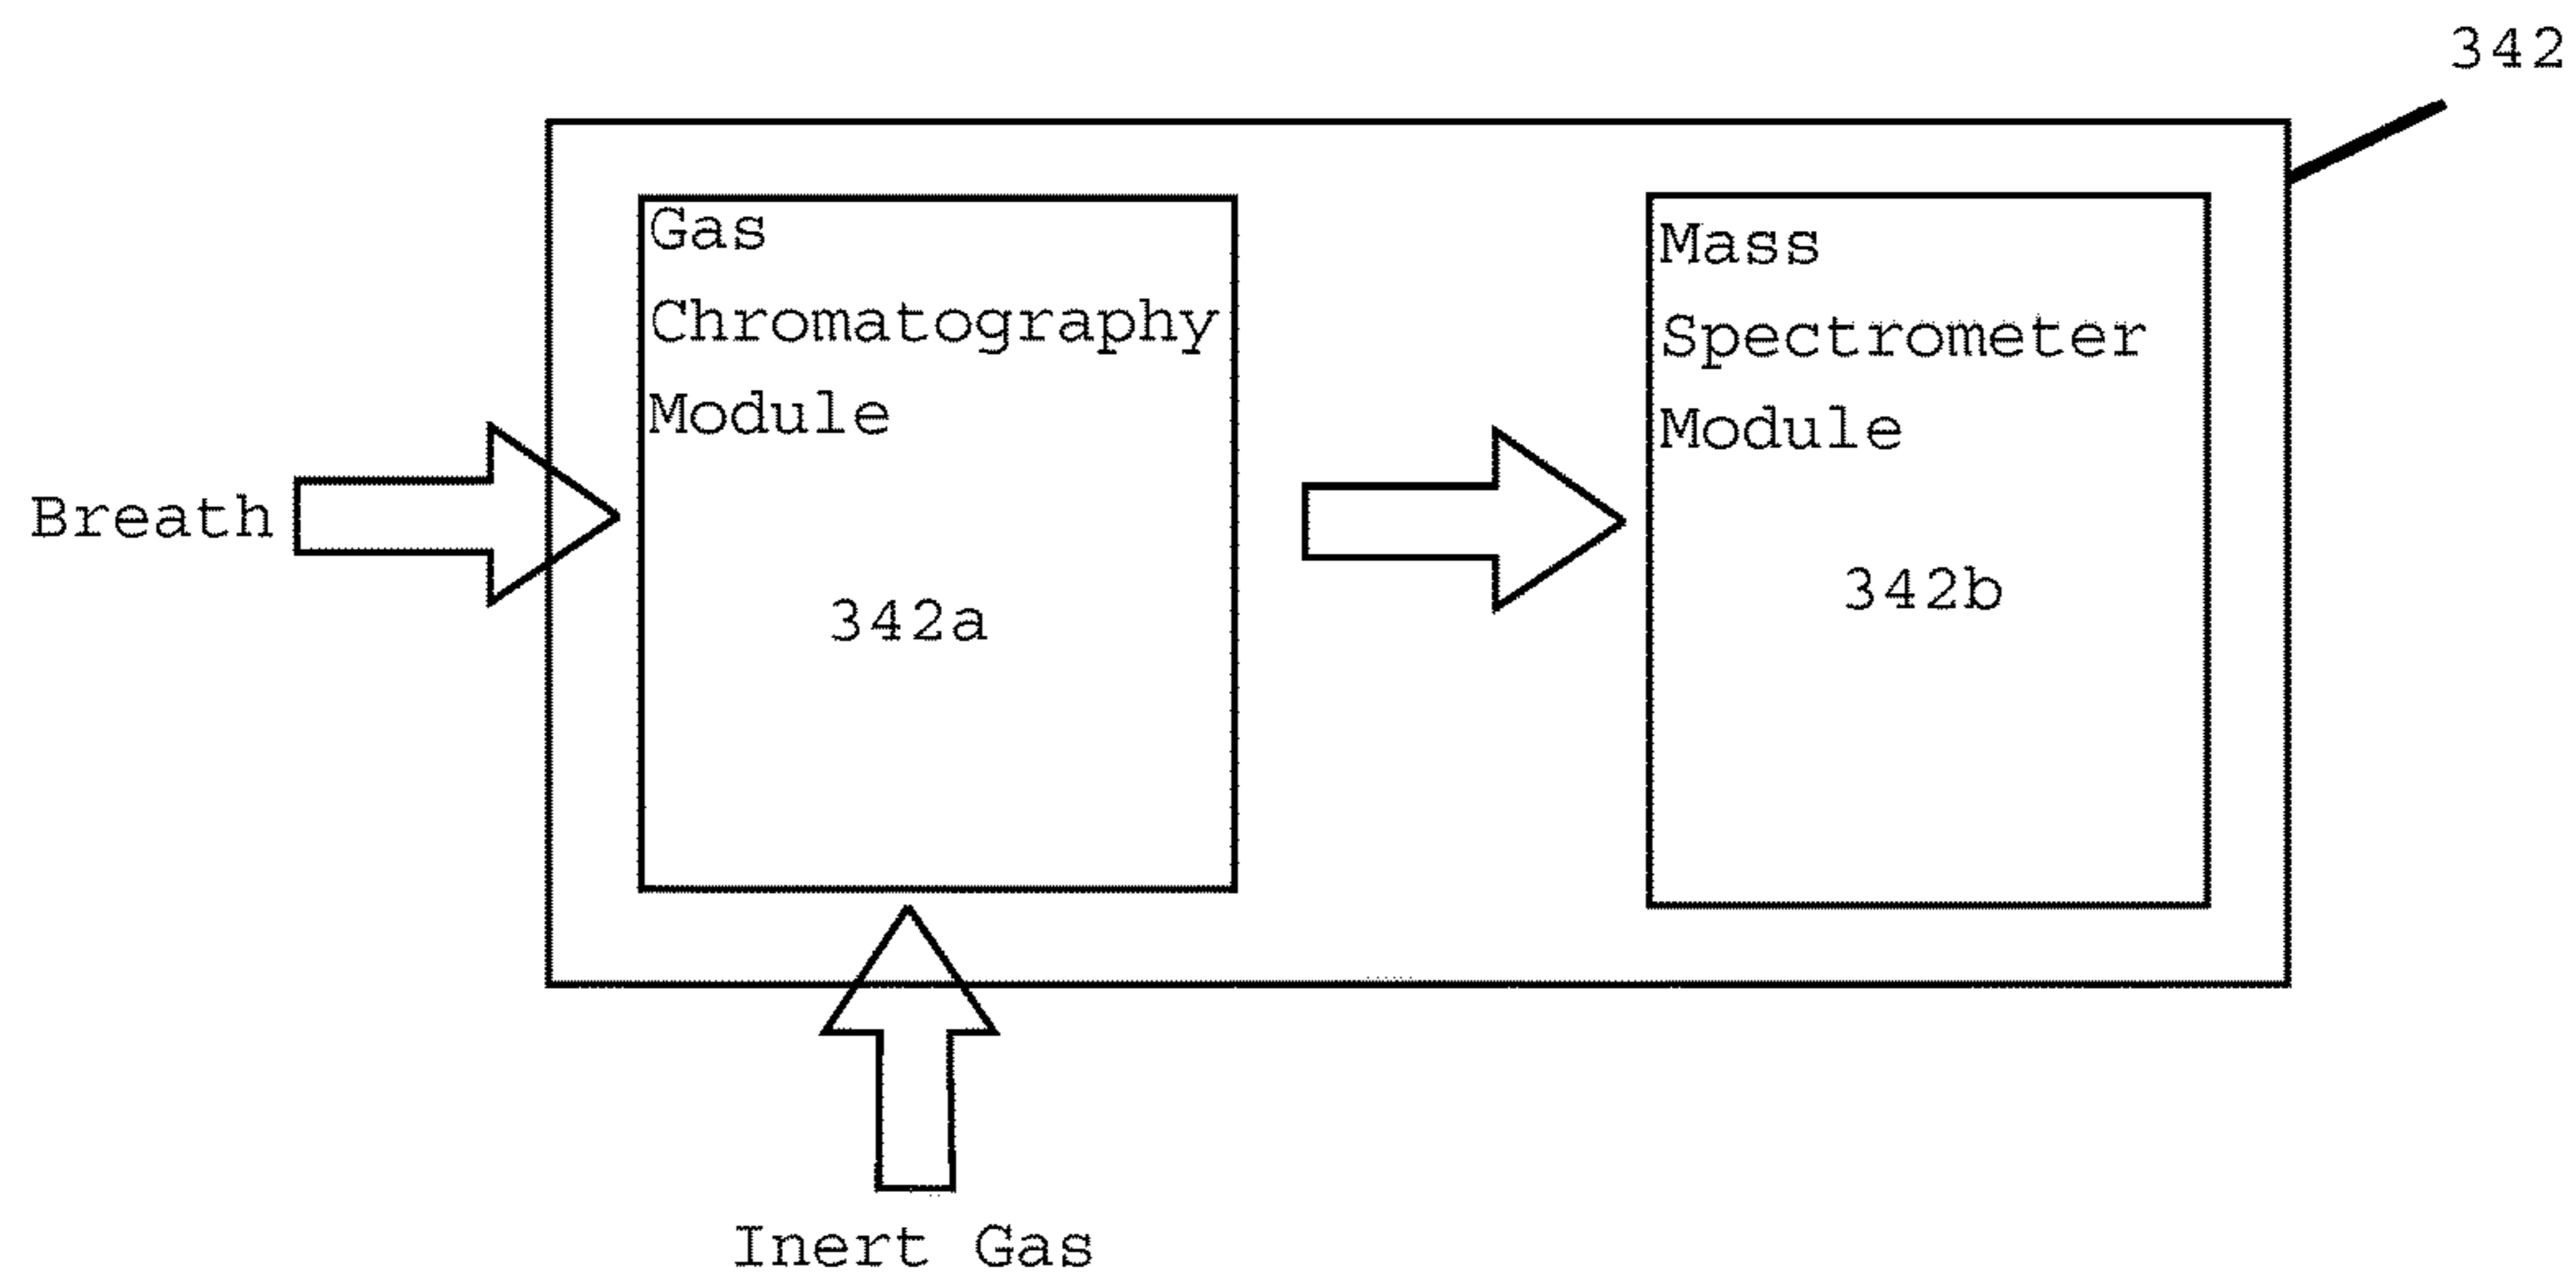 342
Gas
Chromatography
Module
342a
Mass
Spectrometer
Module
342b
Breath
Inert Gas